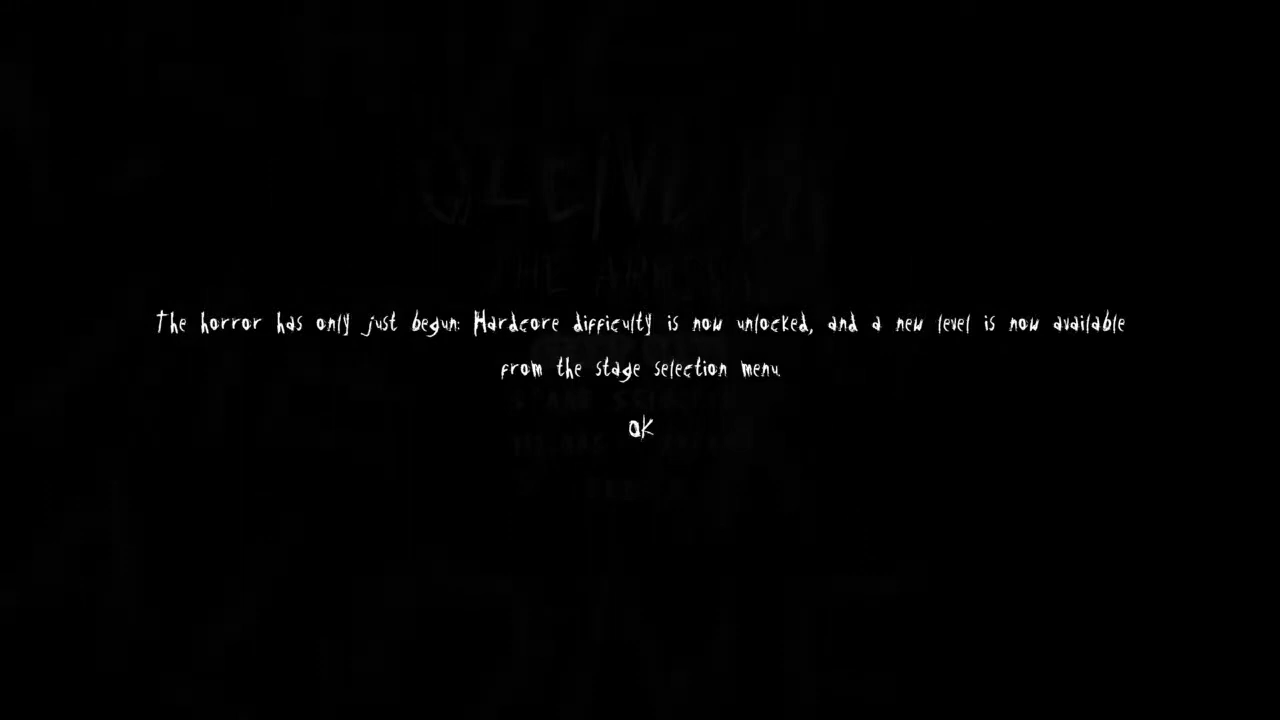 The horror has only just begun: Hardcore difficulty is now unlocked, and a new level is now available
from the stage selection menu.
OK